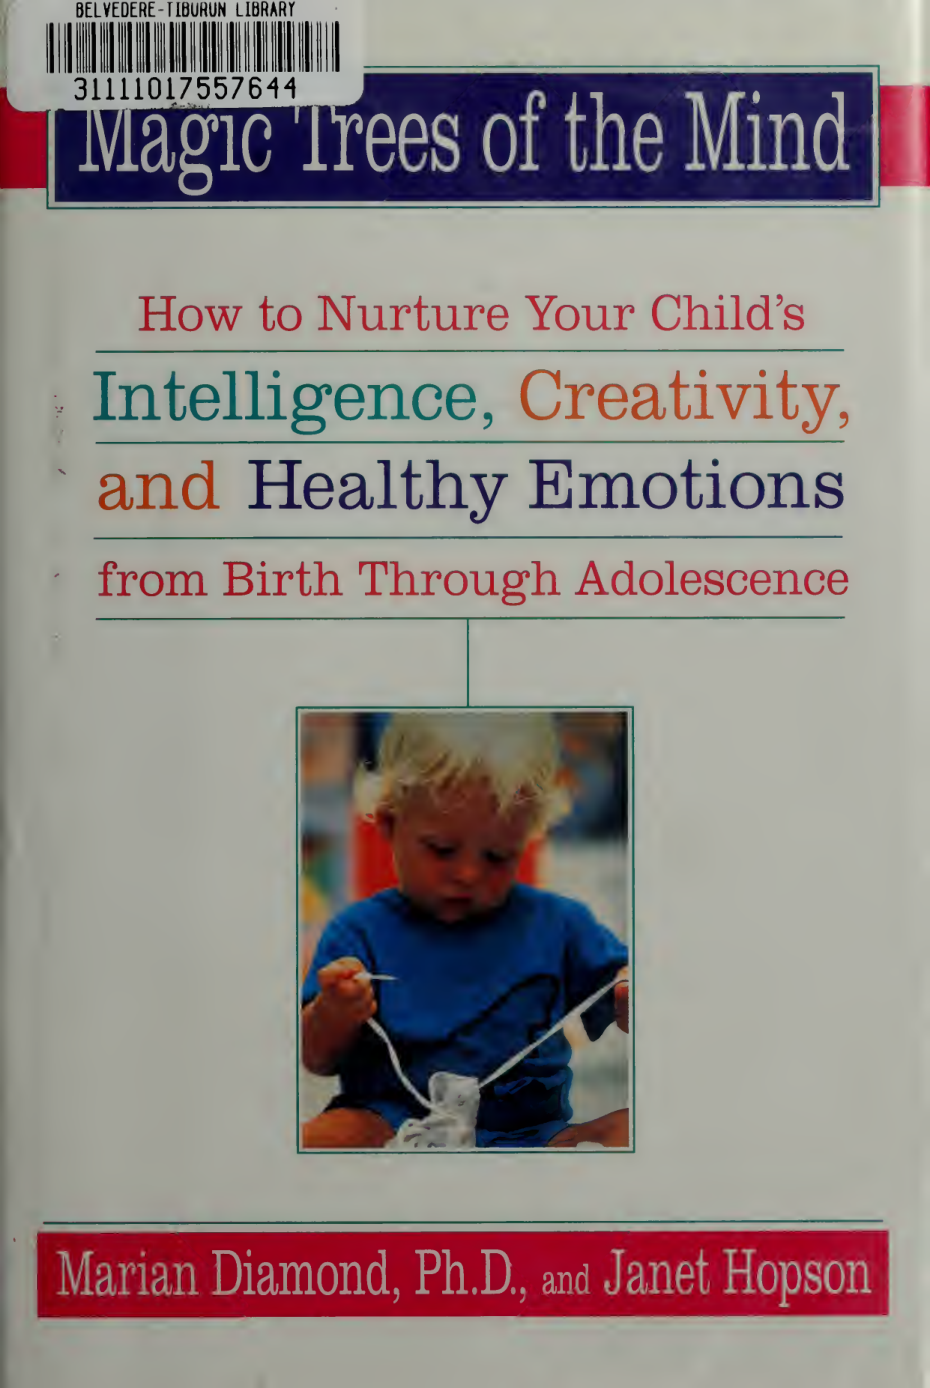 BELVEDERE-TIBURON LIBRARY
31111017557644
Magic Trees of the Mind
How to Nurture Your Child's
Intelligence, Creativity,
and Healthy Emotions
from Birth Through Adolescence
Marian Diamond, Ph.D., and Janet Hopson